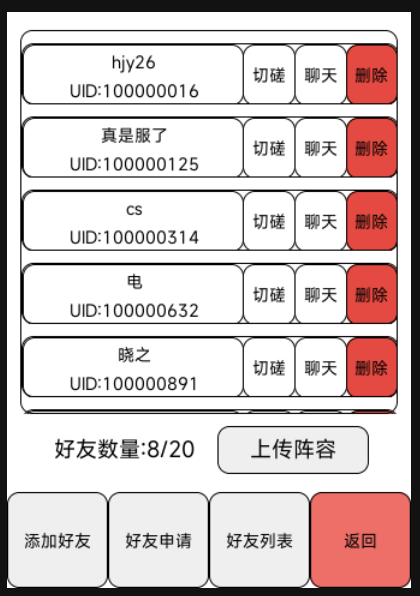 hjy26
UID:100000016
切磋 聊天 删除
真是服了
UID:100000125
切磋 聊天 删除
cs
UID:100000314
切磋 聊天 删除
电
UID:100000632
切磋 聊天 删除
晓之
UID:100000891
切磋 聊天 删除
好友数量:8/20 上传阵容
添加好友 好友申请 好友列表 返回